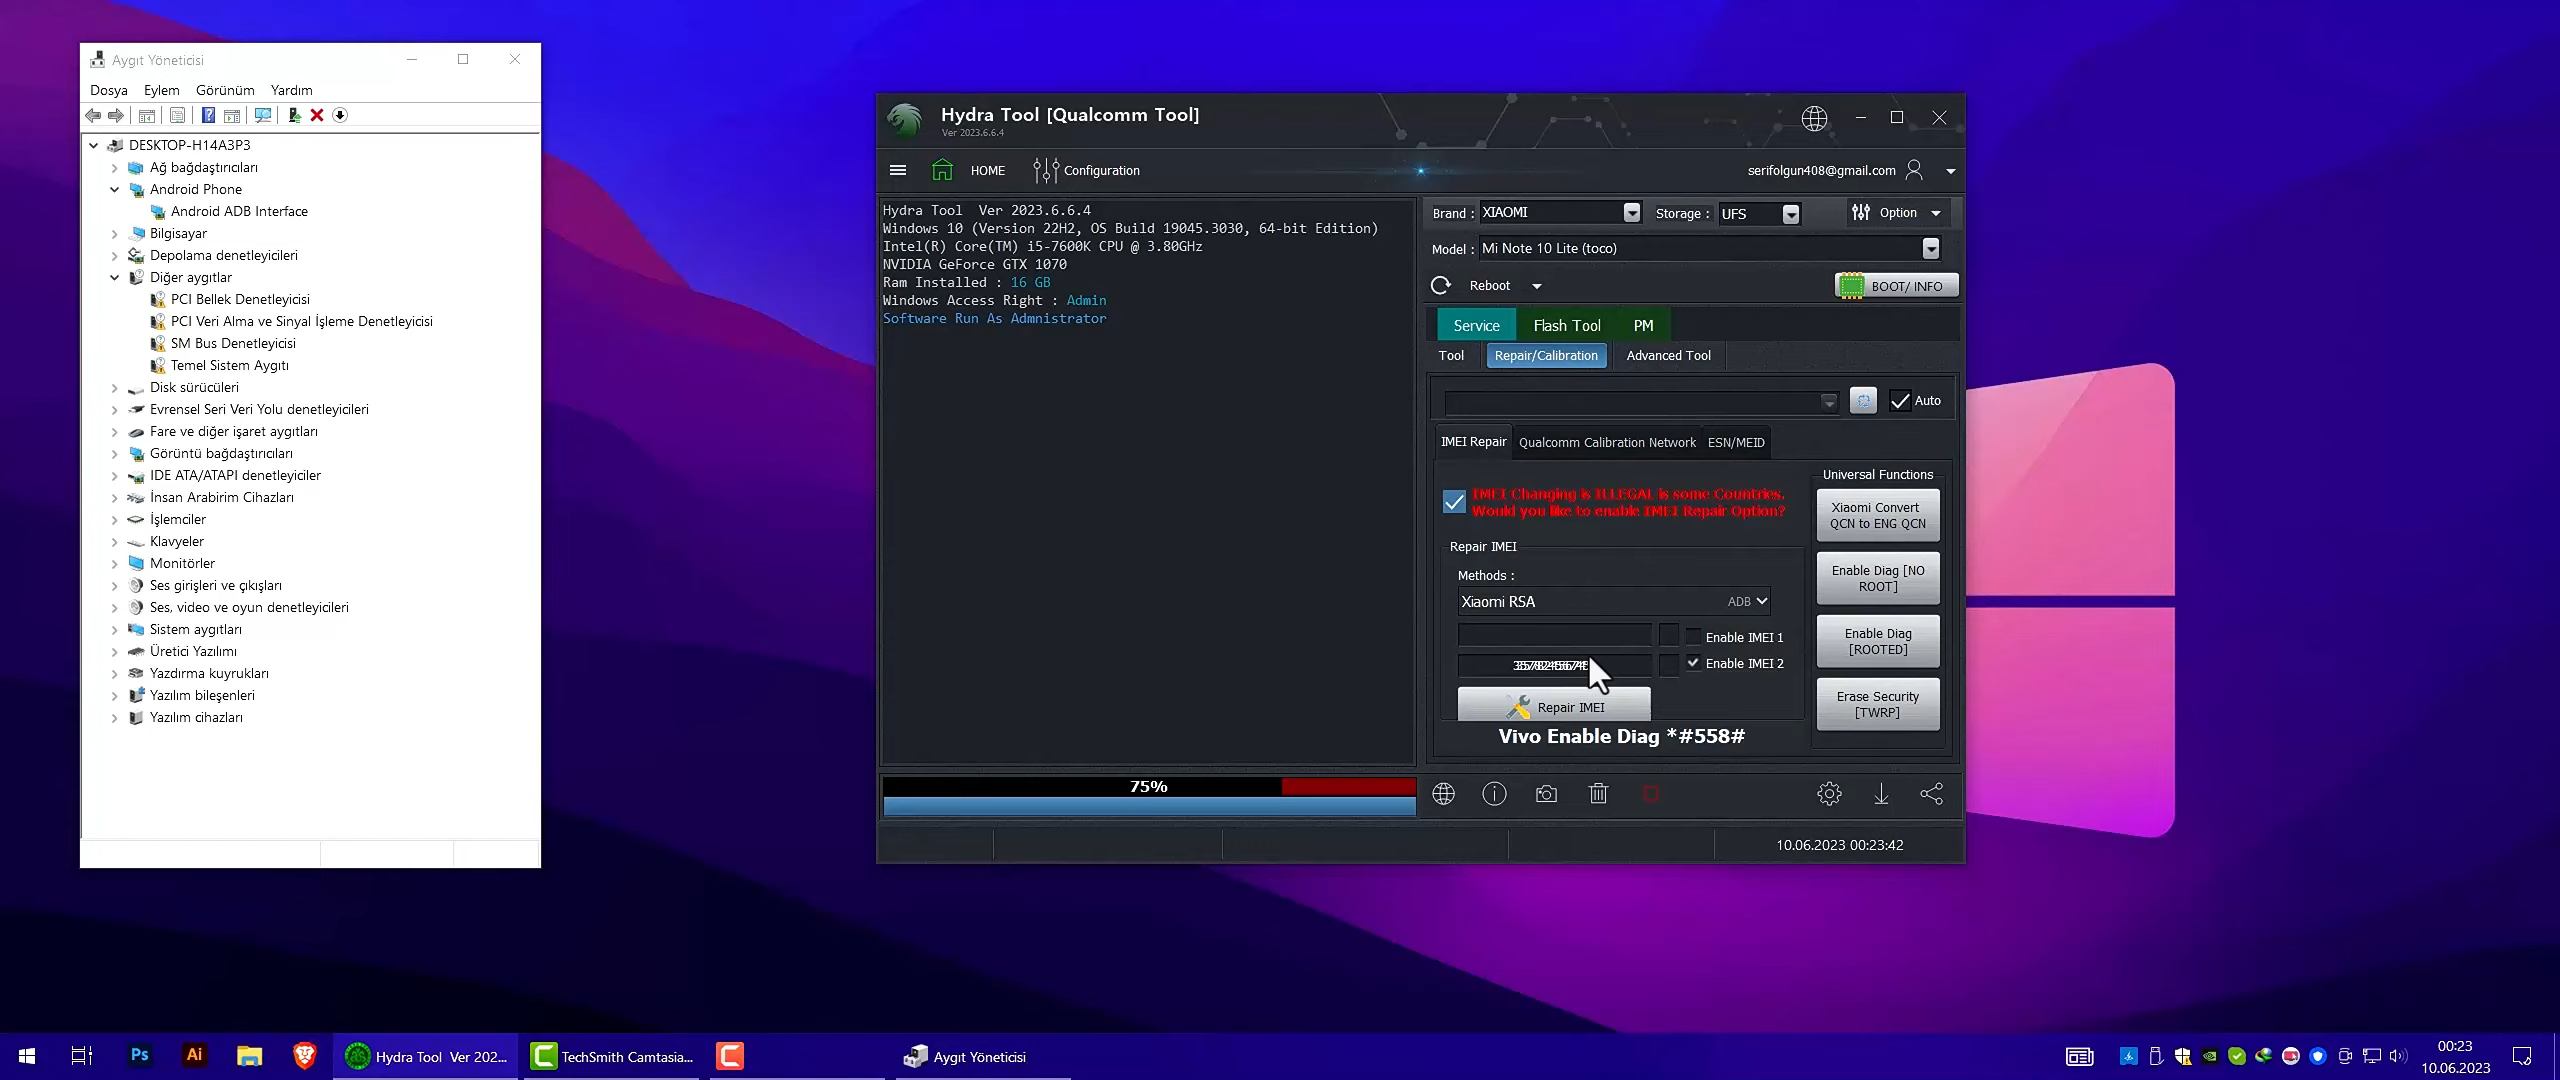 Aygıt Yöneticisi
Dosya Eylem Görünüm Yardım
DESKTOP-H14A3P3
Ağ bağdaştırıcıları
Android Phone
Android ADB Interface
Bilgisayar
Depolama denetleyicileri
Diğer aygıtlar
PCI Bellek Denetleyicisi
PCI Veri Alma ve Sinyal İşleme Denetleyicisi
SM Bus Denetleyicisi
Temel Sistem Aygıtı
Disk sürücüleri
Evrensel Seri Veri Yolu denetleyicileri
Fare ve diğer işaret aygıtları
Görüntü bağdaştırıcıları
IDE ATA/ATAPI denetleyiciler
İnsan Arabirim Cihazları
İşlemciler
Klavyeler
Monitörler
Ses girişleri ve çıkışları
Ses, video ve oyun denetleyicileri
Sistem aygıtları
Üretici Yazılımı
Yazdırma kuyrukları
Yazılım bileşenleri
Yazılım cihazları
Hydra Tool [Qualcomm Tool]
Ver 2023.6.6.4
HOME Configuration
serifolgun408@gmail.com
Hydra Tool Ver 2023.6.6.4
Windows 10 (Version 22H2, OS Build 19045.3030, 64-bit Edition)
Intel(R) Core(TM) i5-7600K CPU @ 3.80GHz
NVIDIA GeForce GTX 1070
Ram Installed : 16 GB
Windows Access Right : Admin
Software Run As Admnistrator
75%
Brand : XIAOMI Storage : UFS Option
Model : Mi Note 10 Lite (toco)
Reboot BOOT/ INFO
Service Flash Tool PM
Tool Repair/Calibration Advanced Tool
Auto
IMEI Repair Qualcomm Calibration Network ESN/MEID
IMEI Changing is ILLEGAL is some Countries.
Would you like to enable IMEI Repair Option?
Repair IMEI
Methods :
Xiaomi RSA ADB
Enable IMEI 1
Enable IMEI 2
Repair IMEI
Vivo Enable Diag *#558#
Universal Functions
Xiaomi Convert
QCN to ENG QCN
Enable Diag [NO
ROOT]
Enable Diag
[ROOTED]
Erase Security
[TWRP]
10.06.2023 00:23:42
Ps Ai Hydra Tool Ver 202... TechSmith Camtasia... Aygıt Yöneticisi
00:23
10.06.2023